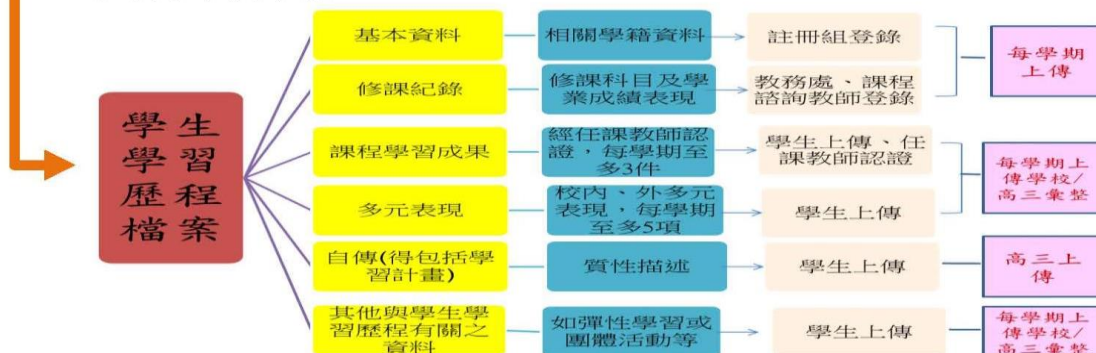 學生
學習
歷程
檔案
基本資料
相關學籍資料
註冊組登錄
修課紀錄
修課科目及學
業成績表現
教務處、課程
諮詢教師登錄
每學期
上傳
課程學習成果
經任課教師認
證，每學期至
多3件
學生上傳、任
課教師認證
多元表現
校內、外多元
表現，每學期
至多5項
學生上傳
每學期上
傳學校/
高三彙整
自傳(得包括學
習計畫)
質性描述
學生上傳
高三上
傳
其他與學生學
習歷程有關之
資料
如彈性學習或
團體活動等
學生上傳
每學期上
傳學校/
高三彙整